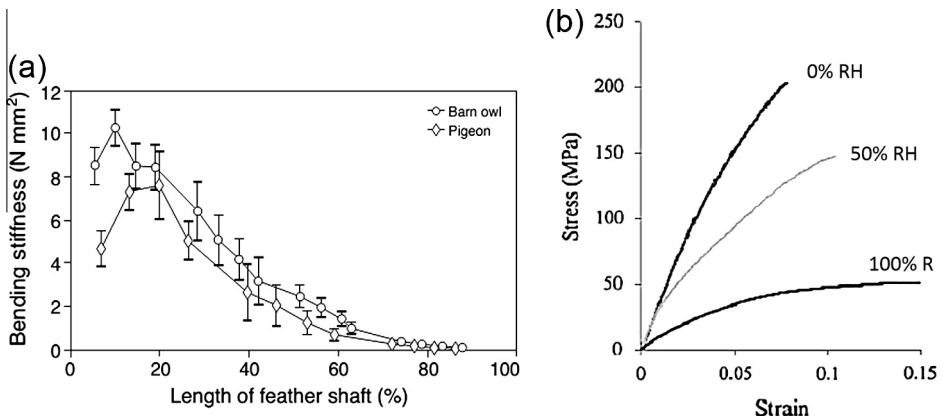 (a)
Bending stiffness (N mm²)
12
10
8
6
4
2
0
0
20
40
60
80
100
Length of feather shaft (%)
Barn owl
Pigeon
(b)
Stress (MPa)
250
200
150
100
50
0
0
0.05
0.1
0.15
Strain
0% RH
50% RH
100% R